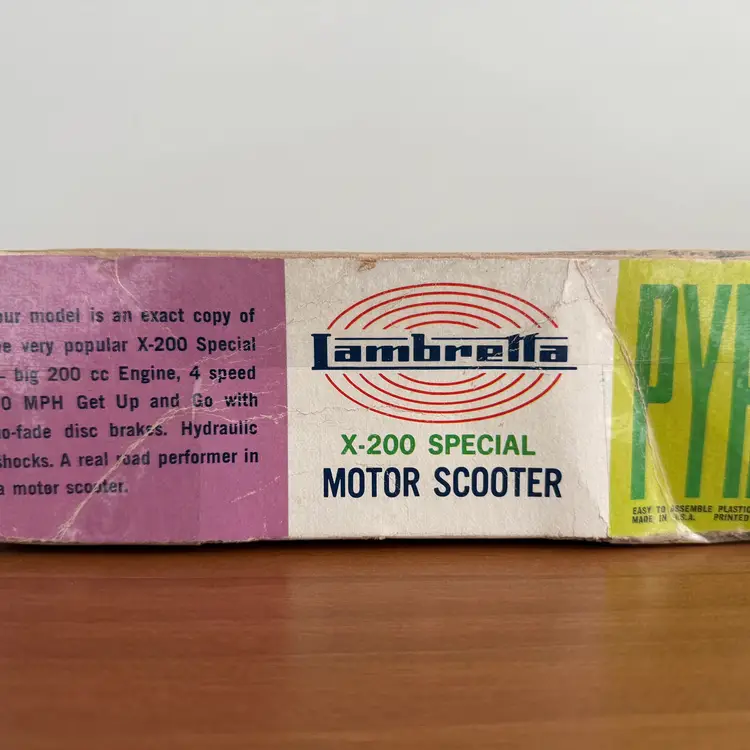 our model is an exact copy of
e very popular X-200 Special
- big 200 cc Engine, 4 speed
0 MPH Get Up and Go with
no-fade disc brakes. Hydraulic
shocks. A real road performer in
a motor scooter.
Lambretta
X-200 SPECIAL
MOTOR SCOOTER
PY
EASY TO ASSEMBLE PLASTIC
MADE IN U.S.A. PRINTED